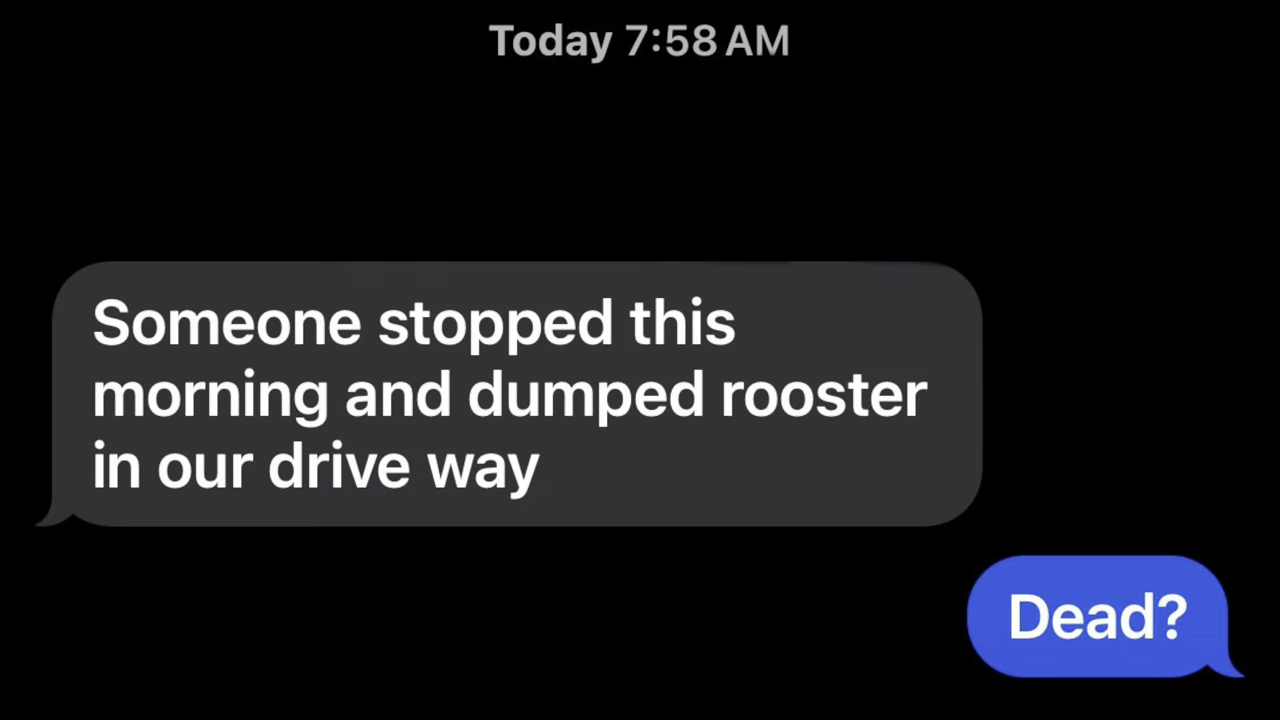 Today 7:58 AM
Someone stopped this
morning and dumped rooster
in our drive way
Dead?